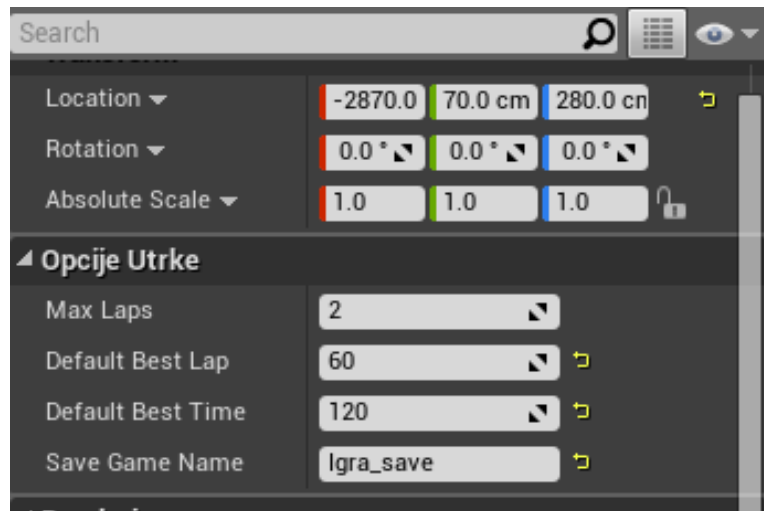 Search
Location -2870.0 70.0 cm 280.0 cm
Rotation 0.0 ° 0.0 ° 0.0 °
Absolute Scale 1.0 1.0 1.0
Opcije Utrke
Max Laps 2
Default Best Lap 60
Default Best Time 120
Save Game Name Igra_save